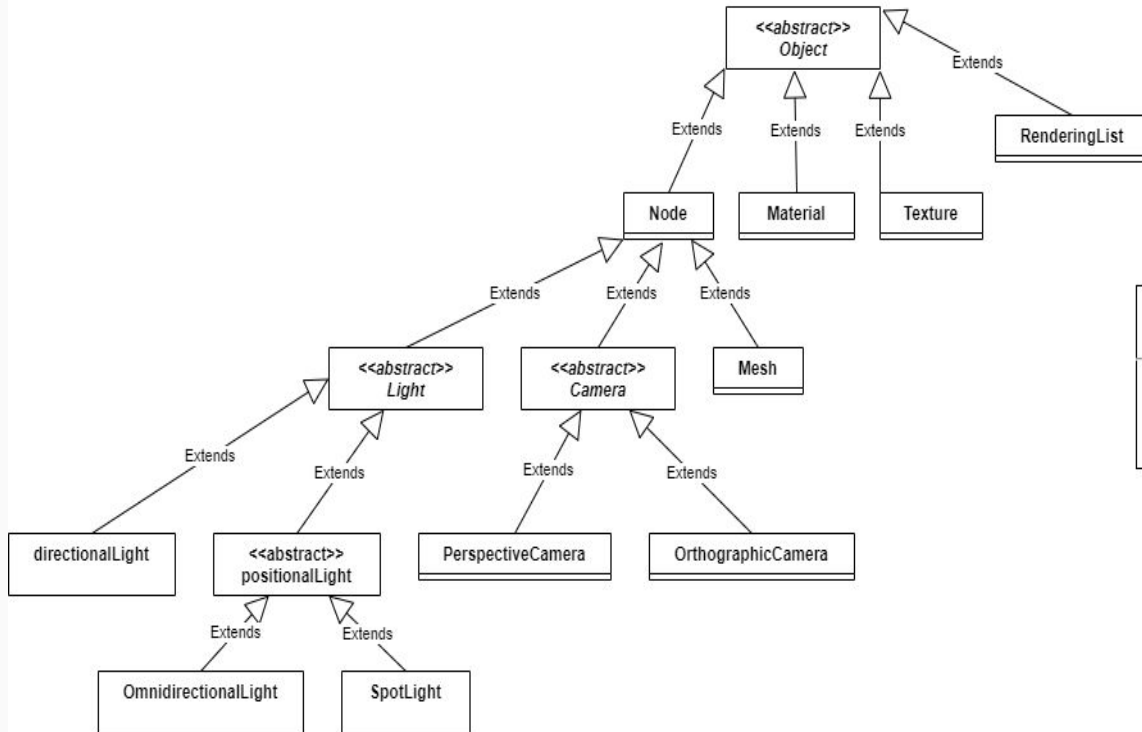 <<abstract>>
Object
Extends
Extends
Extends
Extends
RenderingList
Node
Material
Texture
Extends
Extends
Extends
<<abstract>>
Light
<<abstract>>
Camera
Mesh
Extends
Extends
Extends
Extends
directionalLight
<<abstract>>
positionalLight
PerspectiveCamera
OrthographicCamera
Extends
Extends
OmnidirectionalLight
SpotLight